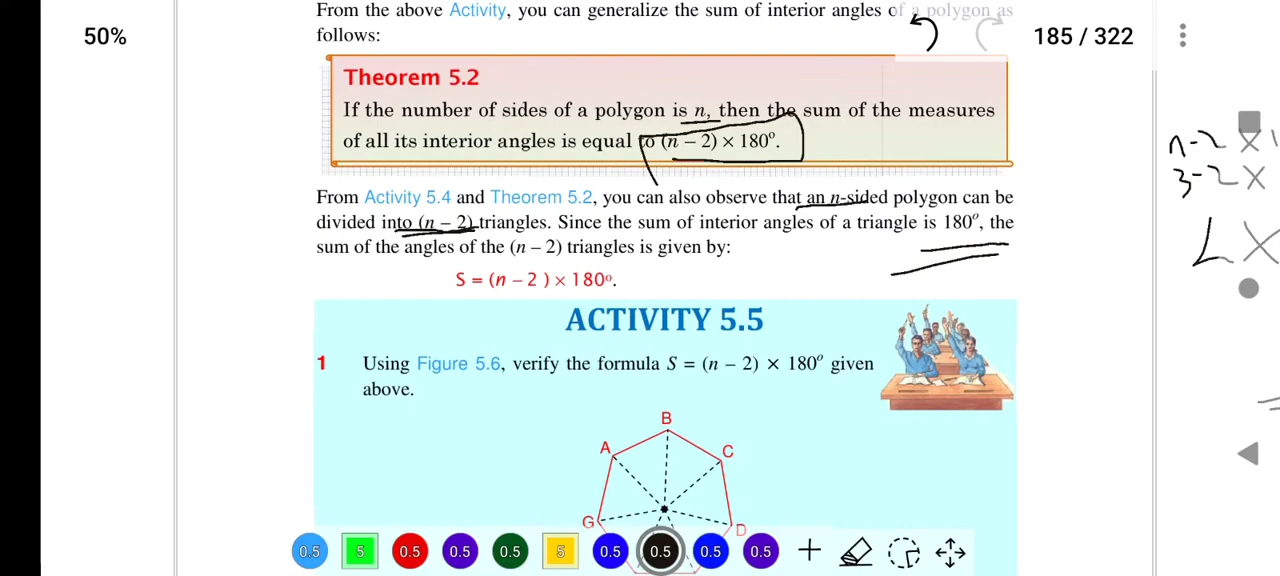 50%
185 / 322
From the above Activity, you can generalize the sum of interior angles of a polygon as
follows:
Theorem 5.2
If the number of sides of a polygon is n, then the sum of the measures
of all its interior angles is equal to (n – 2) × 180°.
From Activity 5.4 and Theorem 5.2, you can also observe that an n-sided polygon can be
divided into (n – 2) triangles. Since the sum of interior angles of a triangle is 180°, the
sum of the angles of the (n – 2) triangles is given by:
S = (n – 2 ) × 180°.
n-2 ×
3-2 ×
ACTIVITY 5.5
1 Using Figure 5.6, verify the formula S = (n – 2) × 180° given
above.
B
A
C
G
D
0.5 5 0.5 0.5 0.5 5 0.5 0.5 0.5 0.5